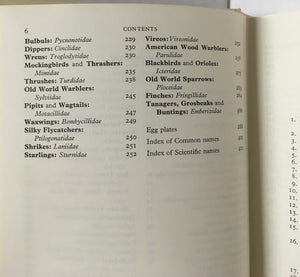 6 CONTENTS
Bulbuls: Pycnonotidae 229
Dippers: Cinclidae 230
Wrens: Troglodytidae 230
Mockingbirds and Thrashers:
Mimidae
Thrushes: Turdidae 235
Old World Warblers:
Sylviidae 245
Pipits and Wagtails:
Motacillidae 247
Waxwings: Bombycillidae 249
Silky Flycatchers:
Ptilogonatidae 250
Shrikes: Laniidae 251
Starlings: Sturnidae 252
Vireos: Vireonidae
American Wood Warblers:
Parulidae
Blackbirds and Orioles:
Icteridae
Old World Sparrows:
Ploceidae
Finches: Fringillidae
Tanagers, Grosbeaks and
Buntings: Emberizidae
Egg plates
Index of Common names
Index of Scientific names